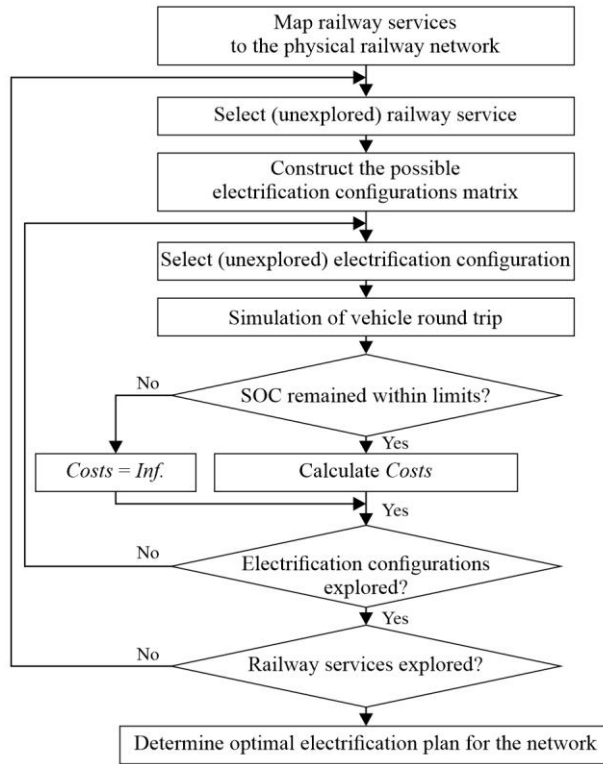 Map railway services
to the physical railway network
Select (unexplored) railway service
Construct the possible
electrification configurations matrix
Select (unexplored) electrification configuration
Simulation of vehicle round trip
No
SOC remained within limits?
Yes
Costs = Inf.
Calculate Costs
Yes
No
Electrification configurations
explored?
Yes
No
Railway services explored?
Determine optimal electrification plan for the network